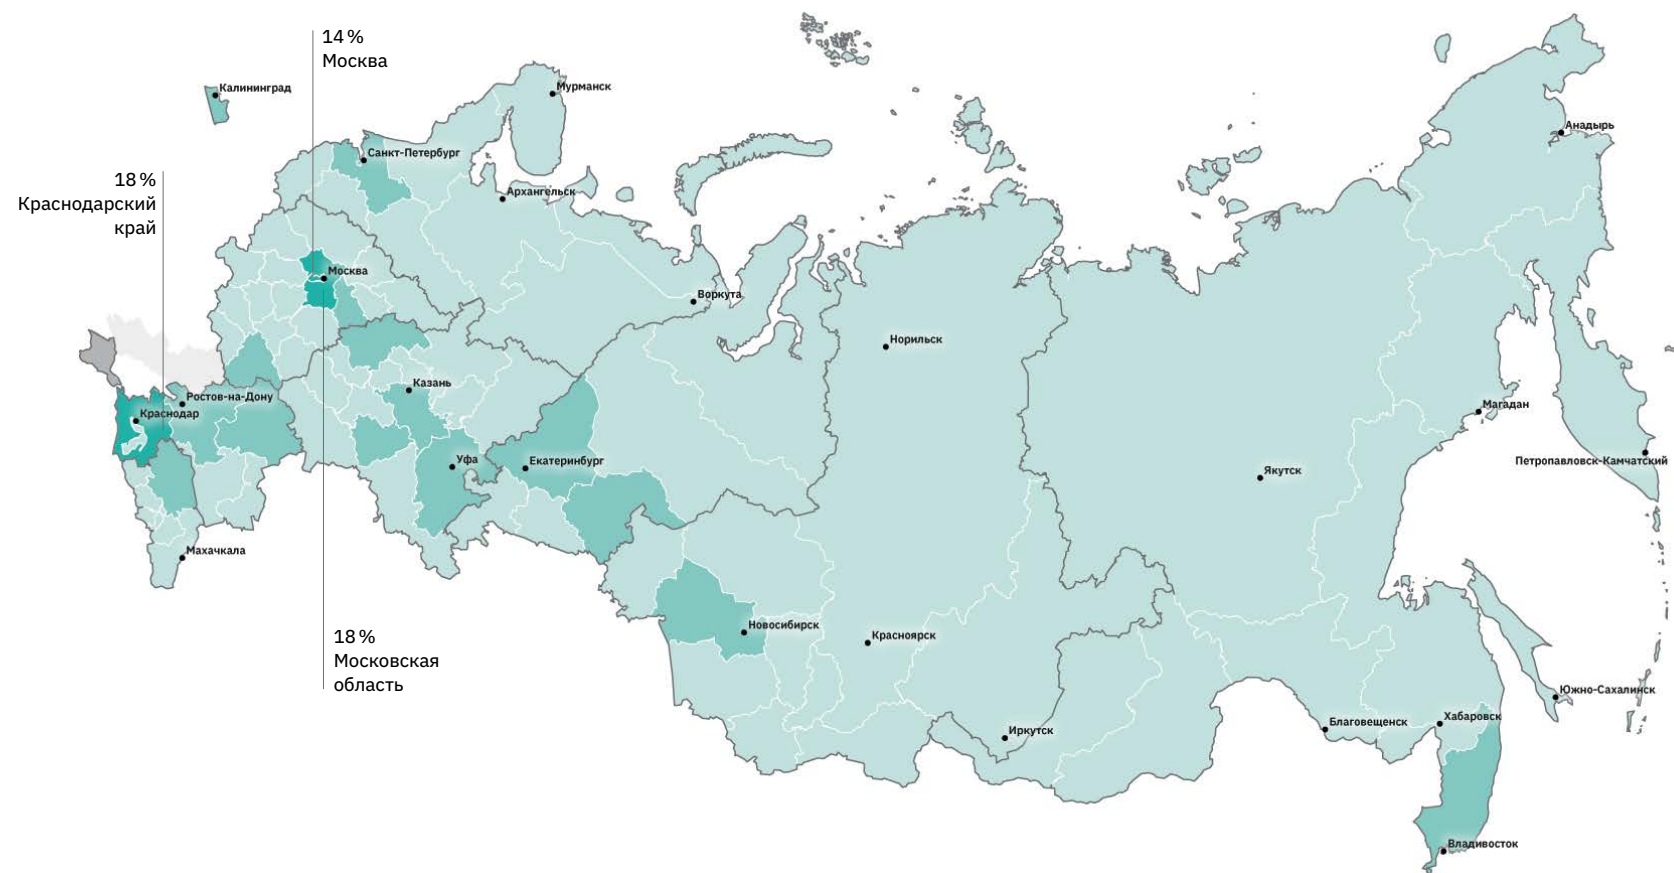 14 %
Москва
Калининград
Мурманск
Анадырь
Санкт-Петербург
18 %
Краснодарский
край
Архангельск
Москва
Воркута
Норильск
Казань
Ростов-на-Дону
Краснодар
Магадан
Уфа
Екатеринбург
Петропавловск-Камчатский
Якутск
Махачкала
Новосибирск
Красноярск
18 %
Московская
область
Южно-Сахалинск
Хабаровск
Благовещенск
Иркутск
Владивосток